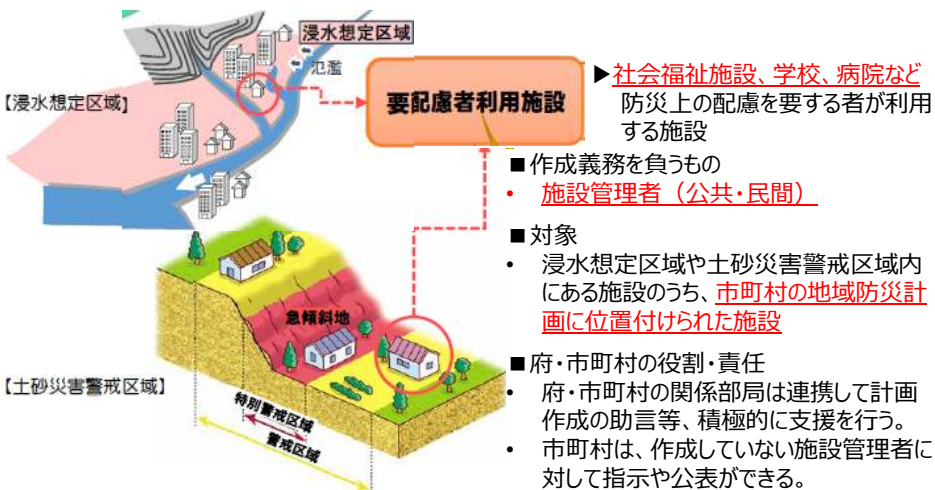 浸水想定区域
氾濫
【浸水想定区域】
要配慮者利用施設
▶社会福祉施設、学校、病院など
防災上の配慮を要する者が利用
する施設
■作成義務を負うもの
• 施設管理者（公共・民間）
■対象
• 浸水想定区域や土砂災害警戒区域内
にある施設のうち、市町村の地域防災計
画に位置付けられた施設
急傾斜地
【土砂災害警戒区域】
特別警戒区域
警戒区域
■府・市町村の役割・責任
• 府・市町村の関係部局は連携して計画
作成の助言等、積極的に支援を行う。
• 市町村は、作成していない施設管理者に
対して指示や公表ができる。